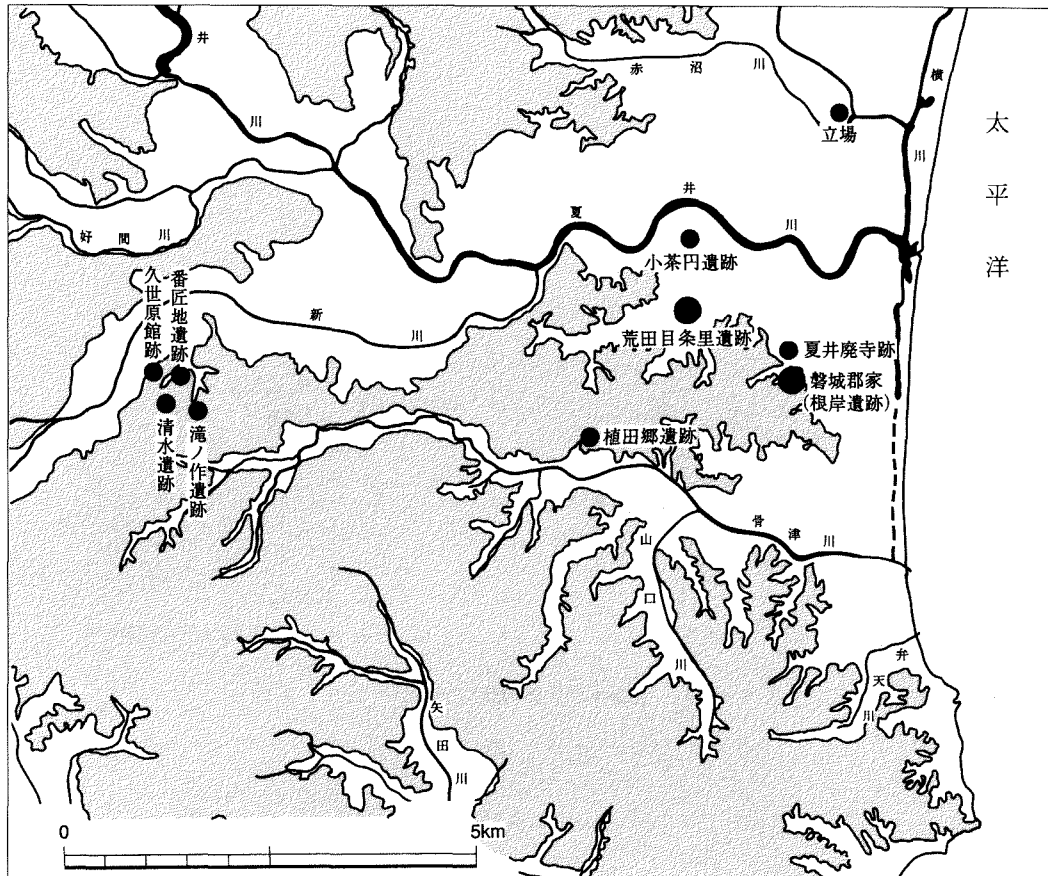 井
川
赤沼川
横
川
立場
太平洋
夏井川
小茶円遺跡
好間川
久世原館跡
番匠地遺跡
新川
荒田目条里遺跡
夏井廃寺跡
磐城郡家
(根岸遺跡)
清水遺跡
滝ノ作遺跡
植田郷遺跡
滑津川
山口川
弁天川
矢田川
0
5km